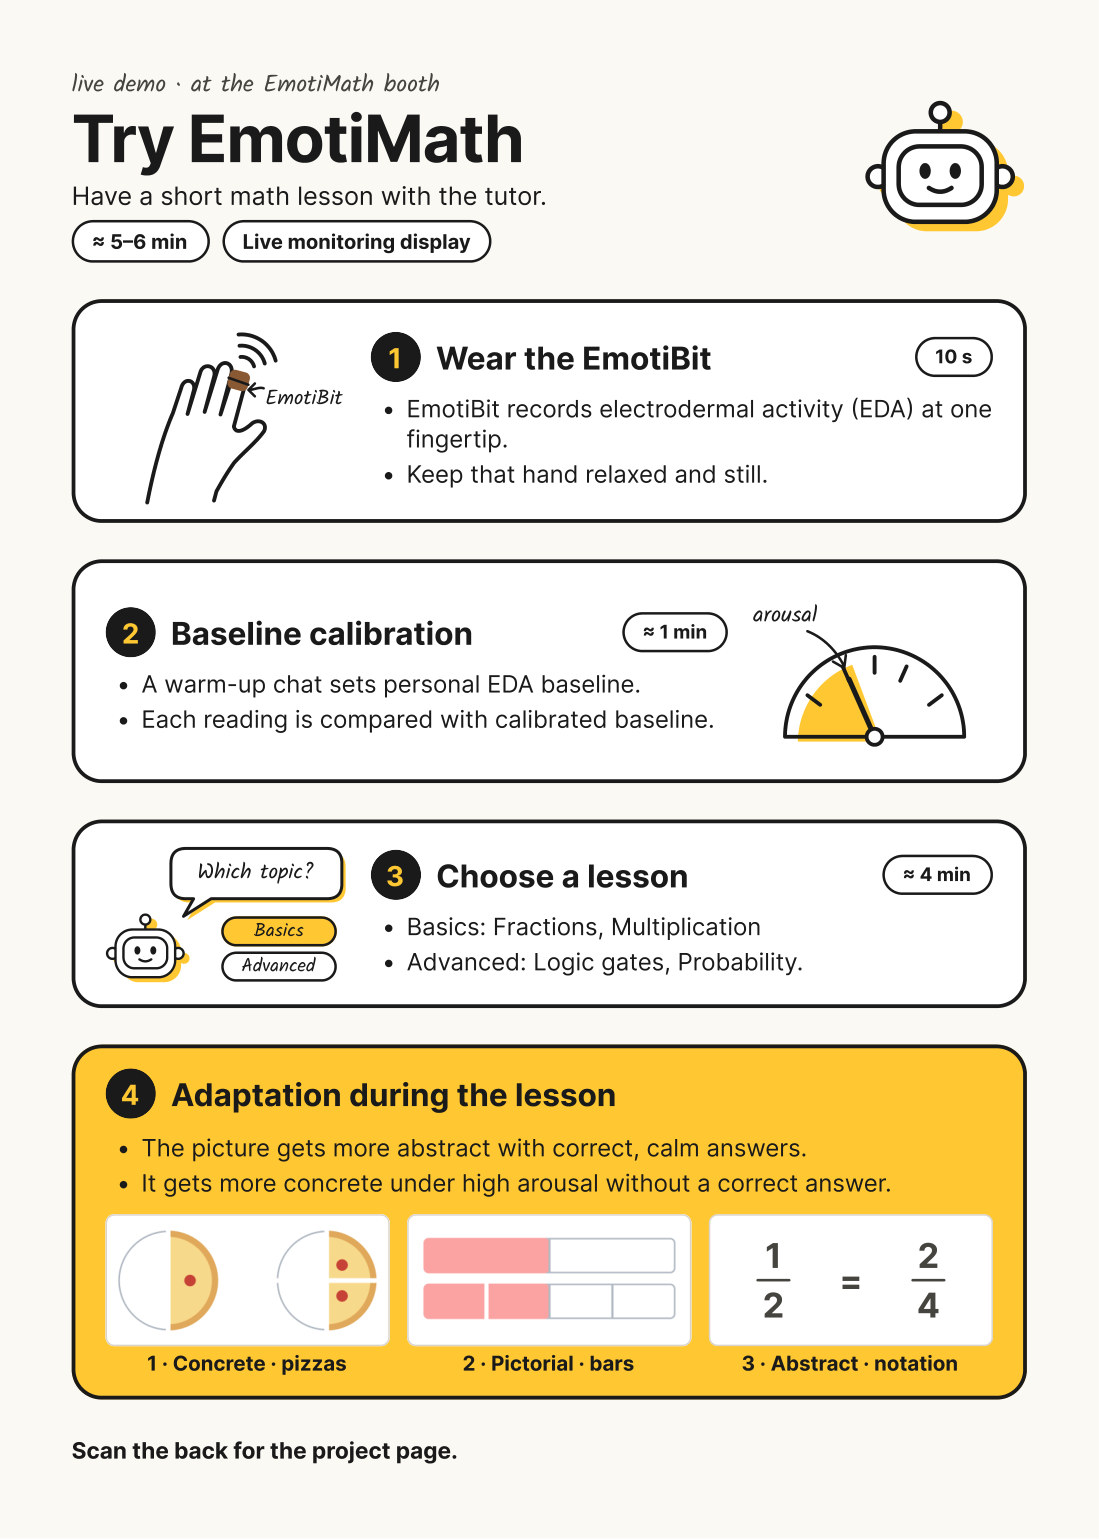 live demo · at the EmotiMath booth
Try EmotiMath
Have a short math lesson with the tutor.
≈ 5–6 min
Live monitoring display
EmotiBit
1
Wear the EmotiBit
10 s
• EmotiBit records electrodermal activity (EDA) at one
fingertip.
• Keep that hand relaxed and still.
2
Baseline calibration
≈ 1 min
• A warm-up chat sets personal EDA baseline.
• Each reading is compared with calibrated baseline.
arousal
Which topic?
Basics
Advanced
3
Choose a lesson
≈ 4 min
• Basics: Fractions, Multiplication
• Advanced: Logic gates, Probability.
4
Adaptation during the lesson
• The picture gets more abstract with correct, calm answers.
• It gets more concrete under high arousal without a correct answer.
1/2 = 2/4
1 · Concrete · pizzas
2 · Pictorial · bars
3 · Abstract · notation
Scan the back for the project page.